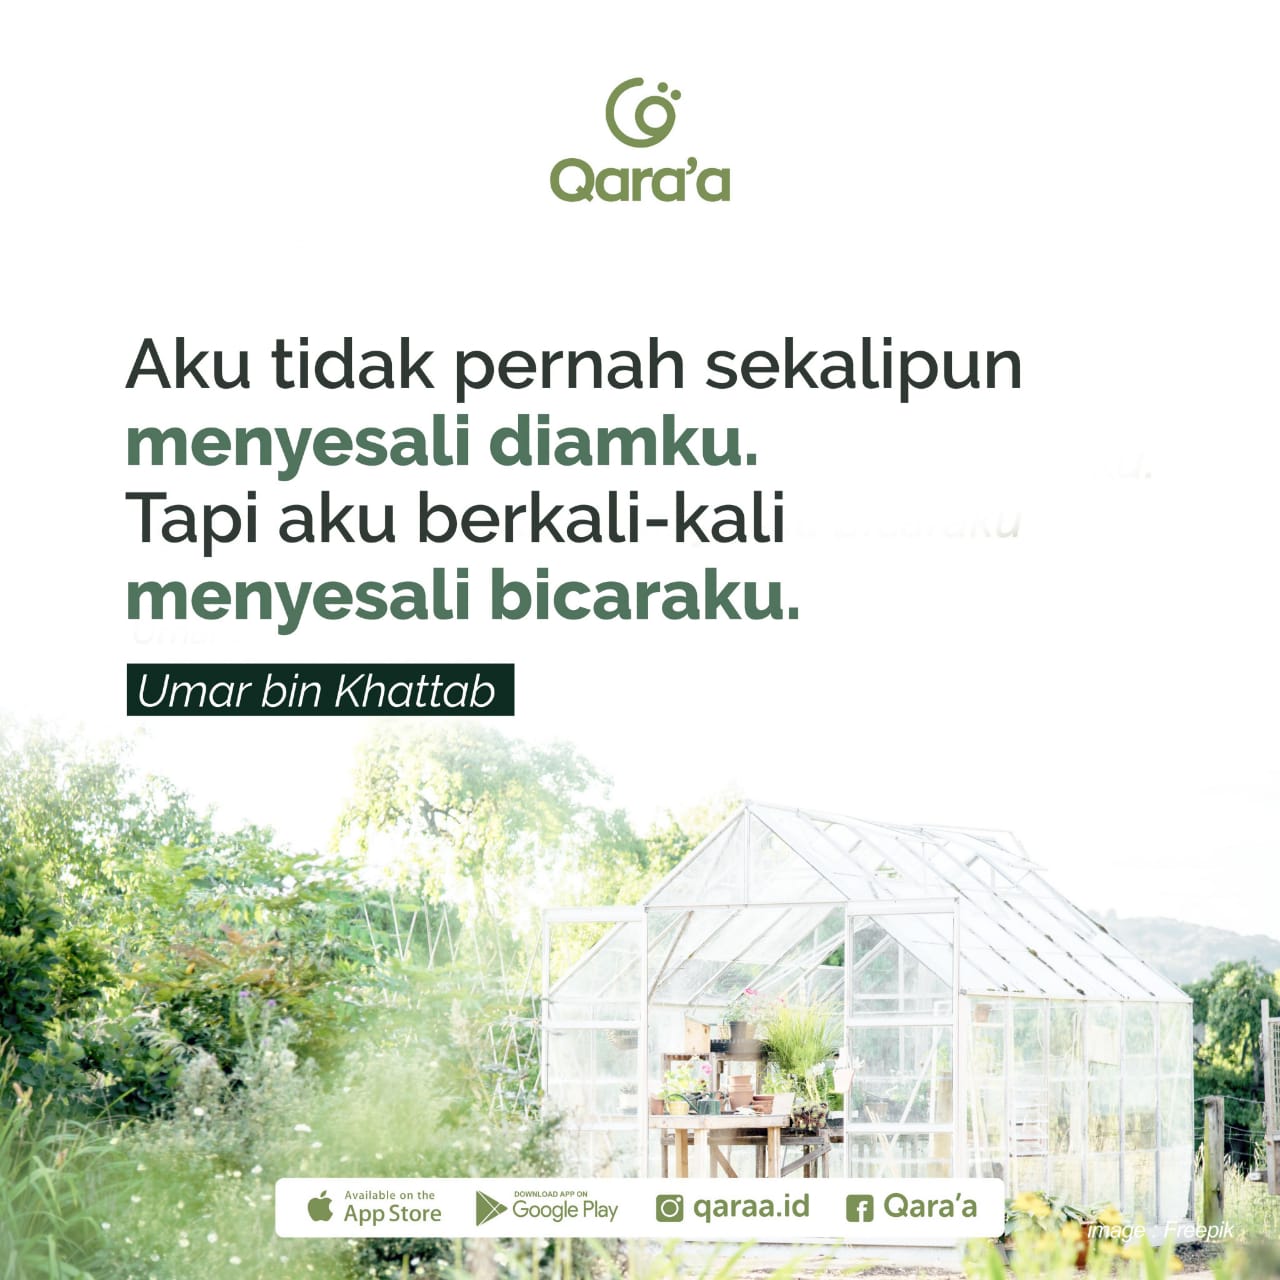 Qara'a
Aku tidak pernah sekalipun
menyesali diamku.
Tapi aku berkali-kali
menyesali bicaraku.
Umar bin Khattab
Available on the
App Store
DOWNLOAD APP ON
Google Play
qaraa.id
Qara'a
image : Freepik